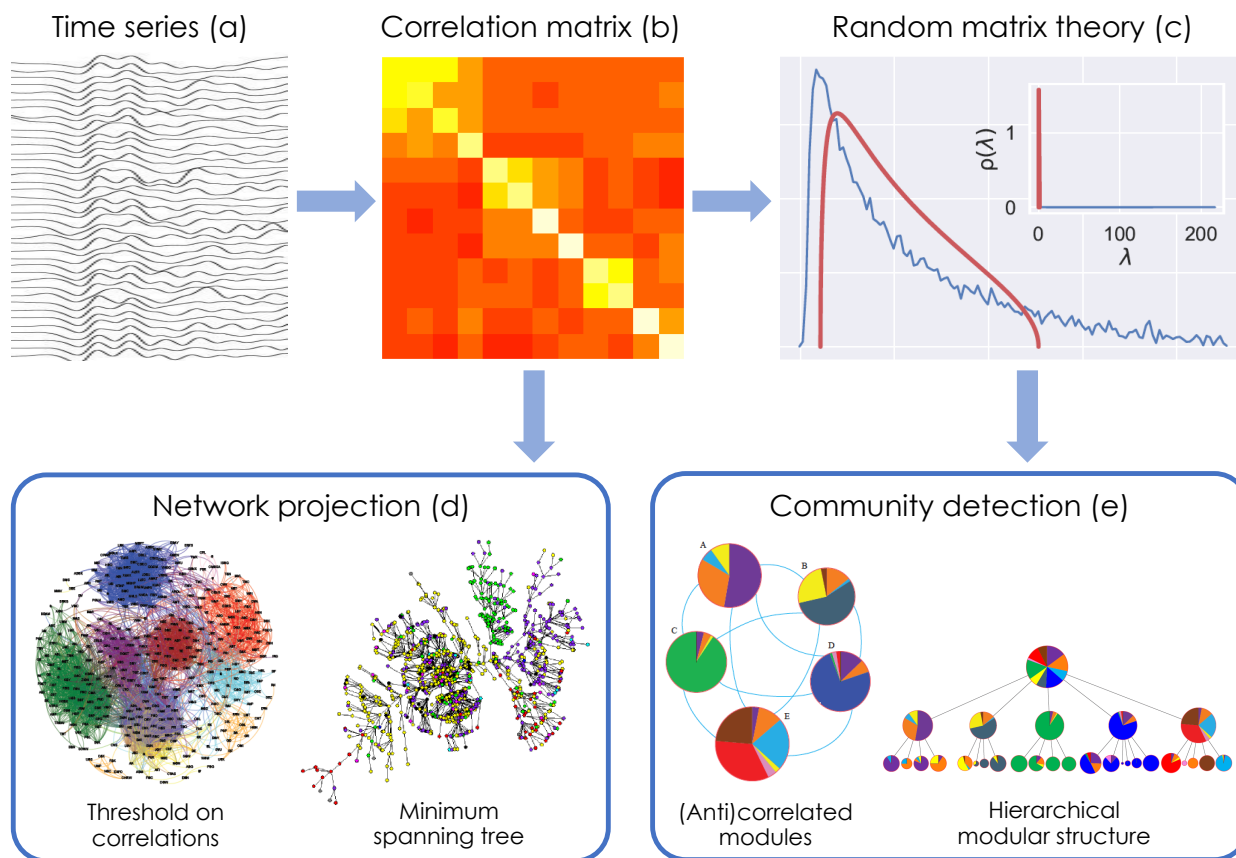 Time series (a)
Correlation matrix (b)
Random matrix theory (c)
ρ(λ)
1
0
0
100
200
λ
Network projection (d)
Threshold on
correlations
Minimum
spanning tree
Community detection (e)
A
B
C
D
E
(Anti)correlated
modules
Hierarchical
modular structure